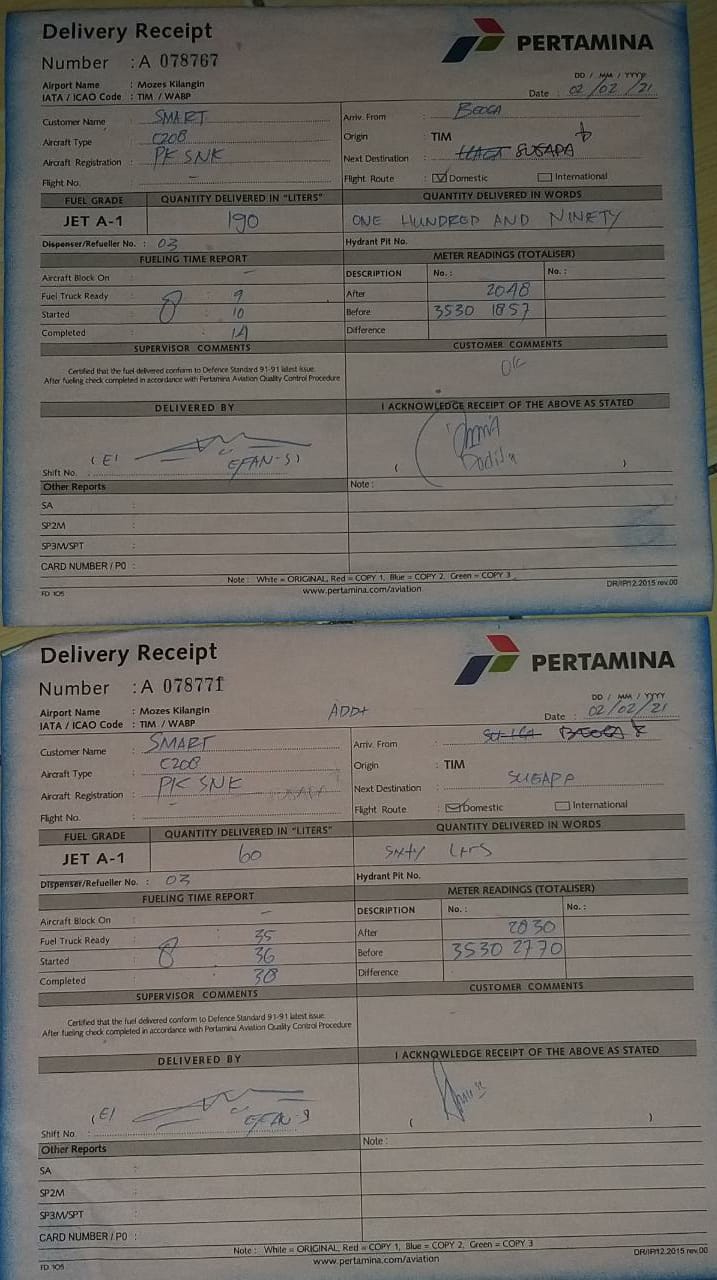 Delivery Receipt
PERTAMINA
Number : A 078767
Airport Name : Mozes Kilangin
IATA / ICAO Code : TIM / WABP
DD / MM / YYYY
Date : 02/02/21
Customer Name : SMART
Arriv. From : BEOGA
Aircraft Type : C208
Origin : TIM
Aircraft Registration : PK SNK
Next Destination : SUGAPA
Flight No. : -
Flight Route : Domestic International
FUEL GRADE QUANTITY DELIVERED IN "LITERS" QUANTITY DELIVERED IN WORDS
JET A-1 190 ONE HUNDRED AND NINETY
Dispenser/Refueller No. : 03 Hydrant Pit No.
FUELING TIME REPORT METER READINGS (TOTALISER)
Aircraft Block On : -
DESCRIPTION No. : No. :
Fuel Truck Ready 8 : 9
After 2048
Started : 10
Before 3530 1857
Completed : 14
Difference
SUPERVISOR COMMENTS CUSTOMER COMMENTS
OK
Certified that the fuel delivered conform to Defence Standard 91-91 latest issue.
After fueling check completed in accordance with Pertamina Aviation Quality Control Procedure
DELIVERED BY I ACKNOWLEDGE RECEIPT OF THE ABOVE AS STATED
( E1 EFAN-S)
Shift No. : ( )
Other Reports Note :
SA :
SP2M :
SP3M/SPT :
CARD NUMBER / PO :
Note : White = ORIGINAL, Red = COPY 1, Blue = COPY 2, Green = COPY 3
FD 105 www.pertamina.com/aviation DR/IP/12.2015 rev.00
Delivery Receipt
PERTAMINA
Number : A 078771
Airport Name : Mozes Kilangin ADD+
IATA / ICAO Code : TIM / WABP
DD / MM / YYYY
Date : 02/02/21
Customer Name : SMART
Arriv. From : BEOGA
Aircraft Type : C208
Origin : TIM
Aircraft Registration : PK SNK
Next Destination : SUGAPA
Flight No. :
Flight Route : Domestic International
FUEL GRADE QUANTITY DELIVERED IN "LITERS" QUANTITY DELIVERED IN WORDS
JET A-1 60 SIXTY LTRS
Dispenser/Refueller No. : 03 Hydrant Pit No.
FUELING TIME REPORT METER READINGS (TOTALISER)
Aircraft Block On : -
DESCRIPTION No. : No. :
Fuel Truck Ready 8 : 35
After 2830
Started : 36
Before 3530 2770
Completed : 38
Difference
SUPERVISOR COMMENTS CUSTOMER COMMENTS
Certified that the fuel delivered conform to Defence Standard 91-91 latest issue.
After fueling check completed in accordance with Pertamina Aviation Quality Control Procedure
DELIVERED BY I ACKNOWLEDGE RECEIPT OF THE ABOVE AS STATED
( E1 EFAN-S
Shift No. : ( )
Other Reports Note :
SA :
SP2M :
SP3M/SPT :
CARD NUMBER / PO :
Note : White = ORIGINAL, Red = COPY 1, Blue = COPY 2, Green = COPY 3
FD 105 www.pertamina.com/aviation DR/IP/12.2015 rev.00